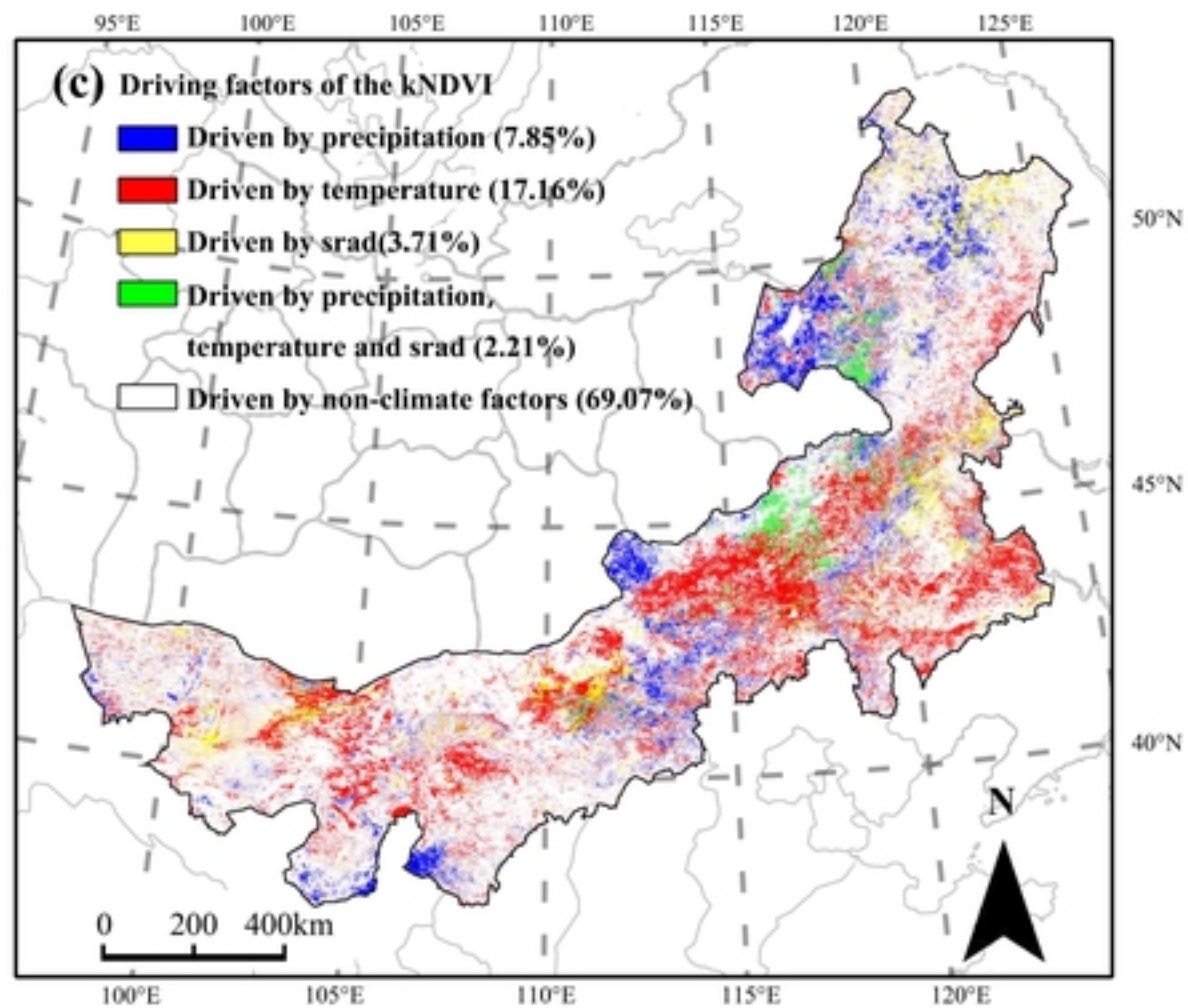 95°E 100°E 105°E 110°E 115°E 120°E 125°E
(c) Driving factors of the kNDVI
Driven by precipitation (7.85%)
Driven by temperature (17.16%)
Driven by srad(3.71%)
Driven by precipitation,
temperature and srad (2.21%)
Driven by non-climate factors (69.07%)
50°N
45°N
40°N
N
0 200 400km
100°E 105°E 110°E 115°E 120°E